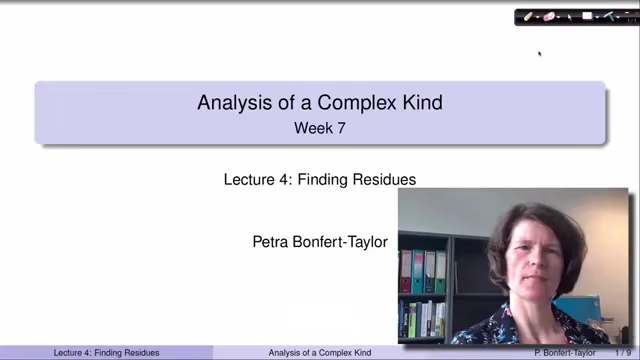 Analysis of a Complex Kind
Week 7
Lecture 4: Finding Residues
Petra Bonfert-Taylor
Lecture 4: Finding Residues
Analysis of a Complex Kind
P. Bonfert-Taylor
1 / 9